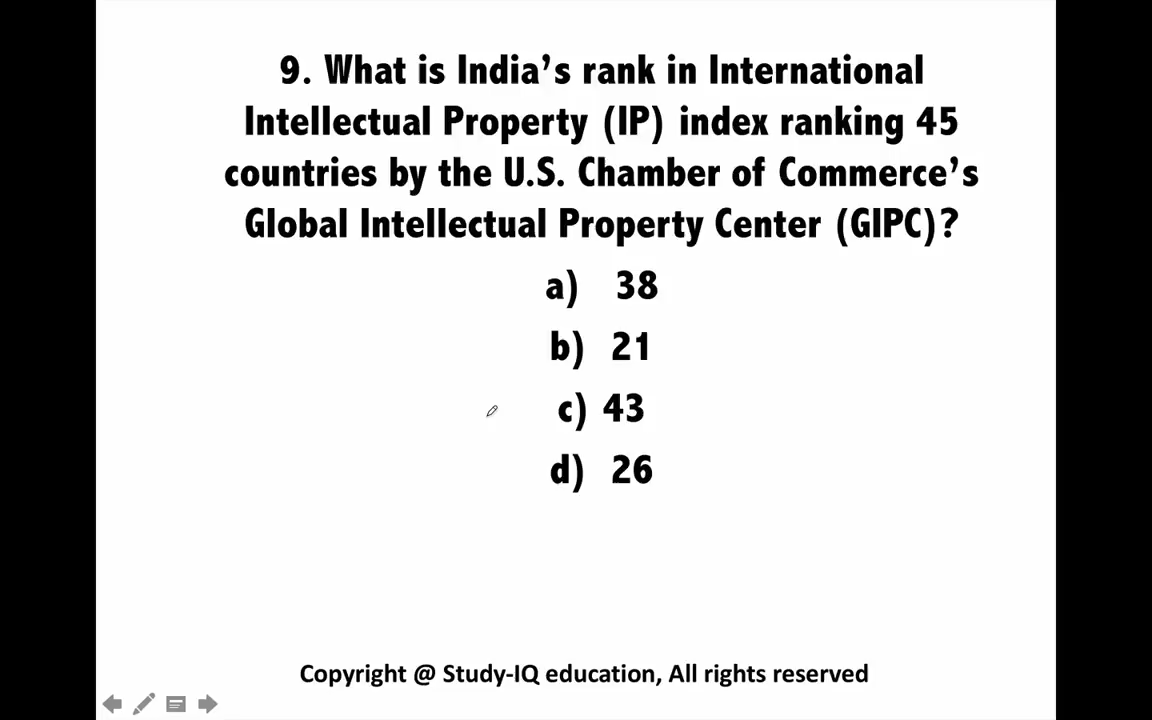 9. What is India’s rank in International
Intellectual Property (IP) index ranking 45
countries by the U.S. Chamber of Commerce’s
Global Intellectual Property Center (GIPC)?
a) 38
b) 21
c) 43
d) 26
Copyright @ Study-IQ education, All rights reserved